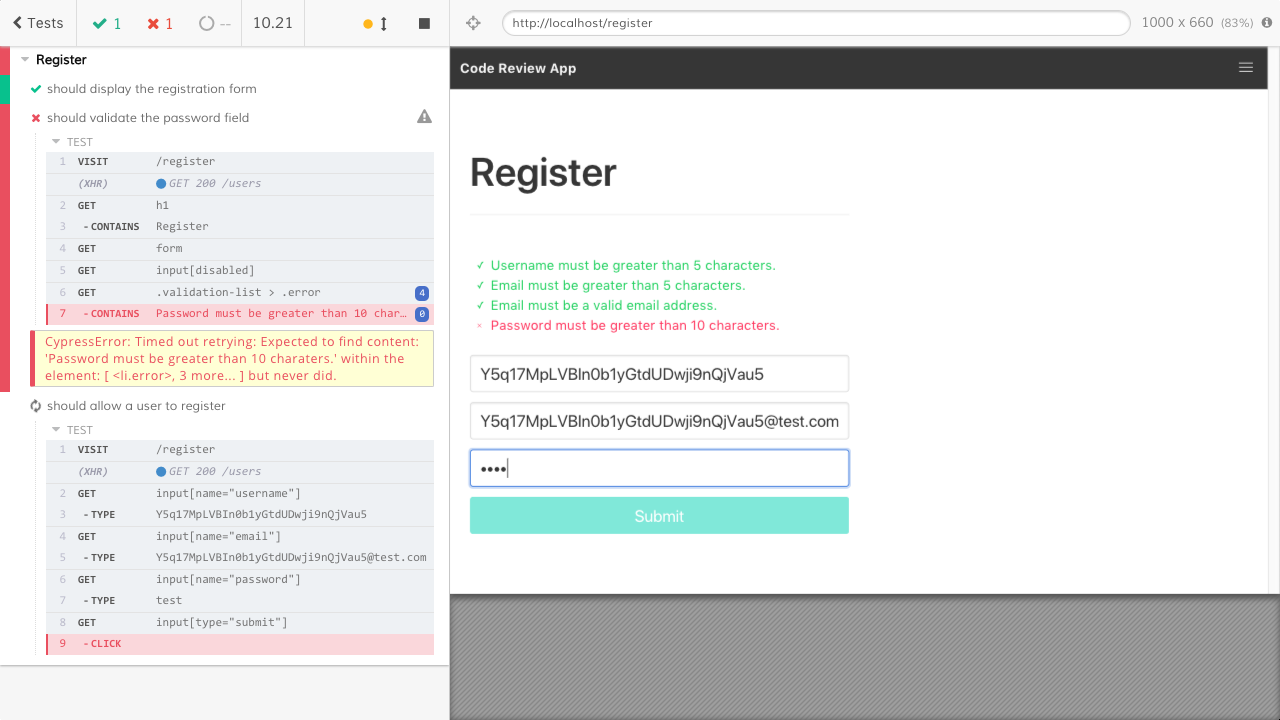 Tests
1
1
--
10.21
http://localhost/register
1000 x 660 (83%)
Register
should display the registration form
should validate the password field
TEST
1 VISIT /register
(XHR) GET 200 /users
2 GET h1
3 - CONTAINS Register
4 GET form
5 GET input[disabled]
6 GET .validation-list > .error 4
7 - CONTAINS Password must be greater than 10 char… 0
CypressError: Timed out retrying: Expected to find content:
'Password must be greater than 10 charaters.' within the
element: [ <li.error>, 3 more... ] but never did.
should allow a user to register
TEST
1 VISIT /register
(XHR) GET 200 /users
2 GET input[name="username"]
3 - TYPE Y5q17MpLVBIn0b1yGtdUDwji9nQjVau5
4 GET input[name="email"]
5 - TYPE Y5q17MpLVBIn0b1yGtdUDwji9nQjVau5@test.com
6 GET input[name="password"]
7 - TYPE test
8 GET input[type="submit"]
9 - CLICK
Code Review App
Register
✓ Username must be greater than 5 characters.
✓ Email must be greater than 5 characters.
✓ Email must be a valid email address.
× Password must be greater than 10 characters.
Y5q17MpLVBIn0b1yGtdUDwji9nQjVau5
Y5q17MpLVBIn0b1yGtdUDwji9nQjVau5@test.com
••••
Submit